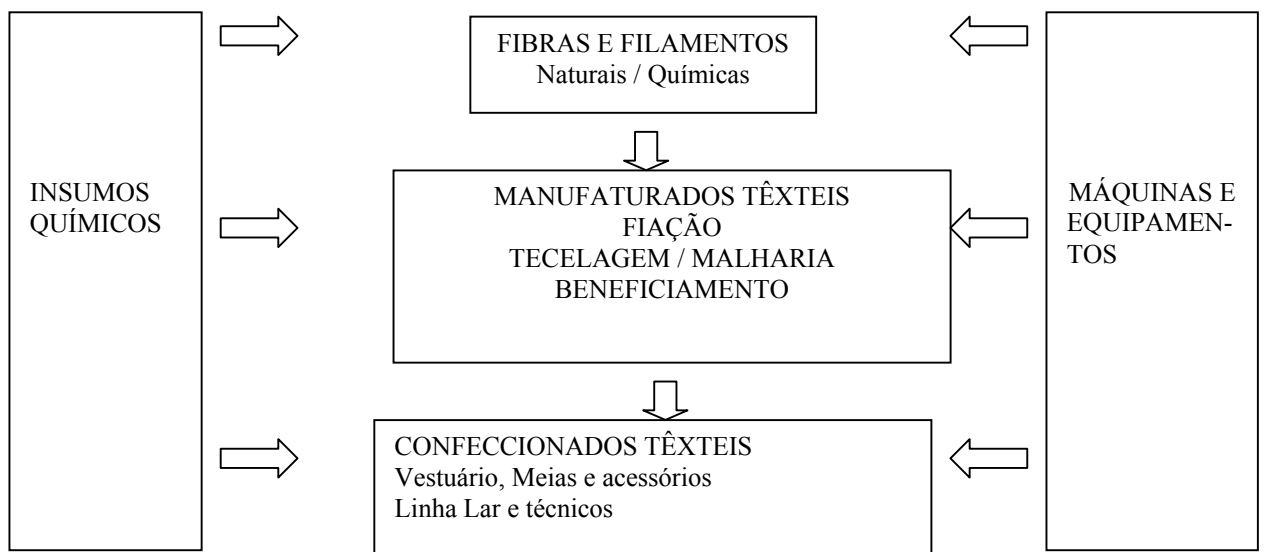 FIBRAS E FILAMENTOS
Naturais / Químicas
INSUMOS
QUÍMICOS
MANUFATURADOS TÊXTEIS
FIAÇÃO
TECELAGEM / MALHARIA
BENEFICIAMENTO
MÁQUINAS E
EQUIPAMEN-
TOS
CONFECCIONADOS TÊXTEIS
Vestuário, Meias e acessórios
Linha Lar e técnicos